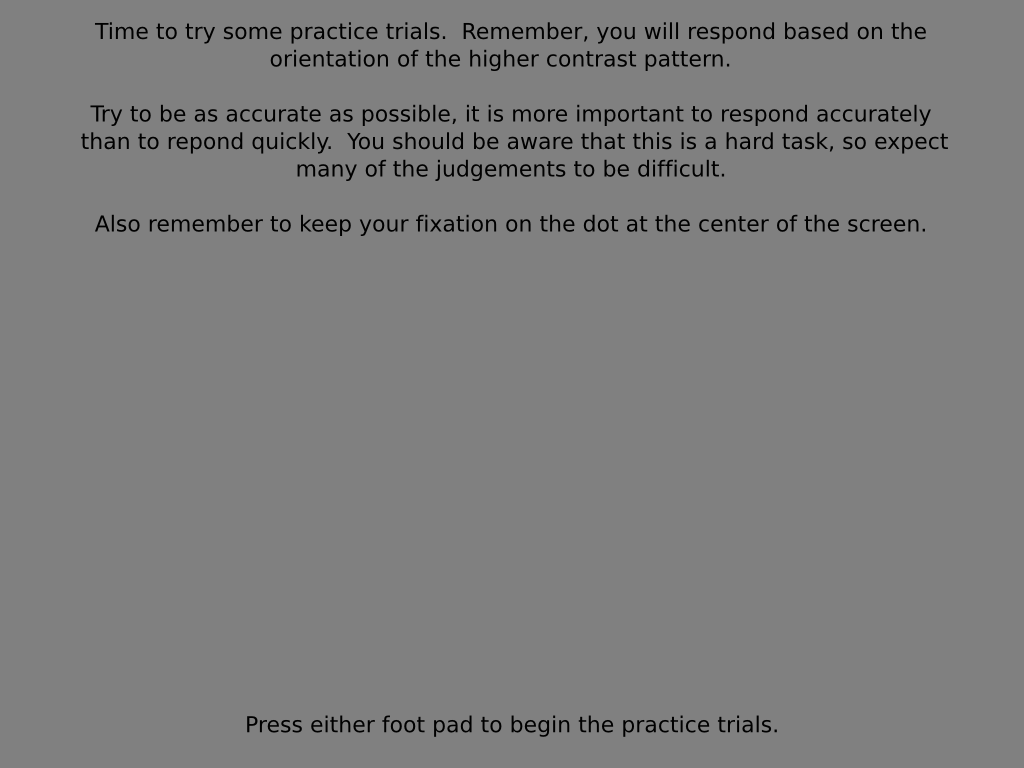 Time to try some practice trials.  Remember, you will respond based on the
orientation of the higher contrast pattern.
Try to be as accurate as possible, it is more important to respond accurately
than to repond quickly.  You should be aware that this is a hard task, so expect
many of the judgements to be difficult.
Also remember to keep your fixation on the dot at the center of the screen.
Press either foot pad to begin the practice trials.